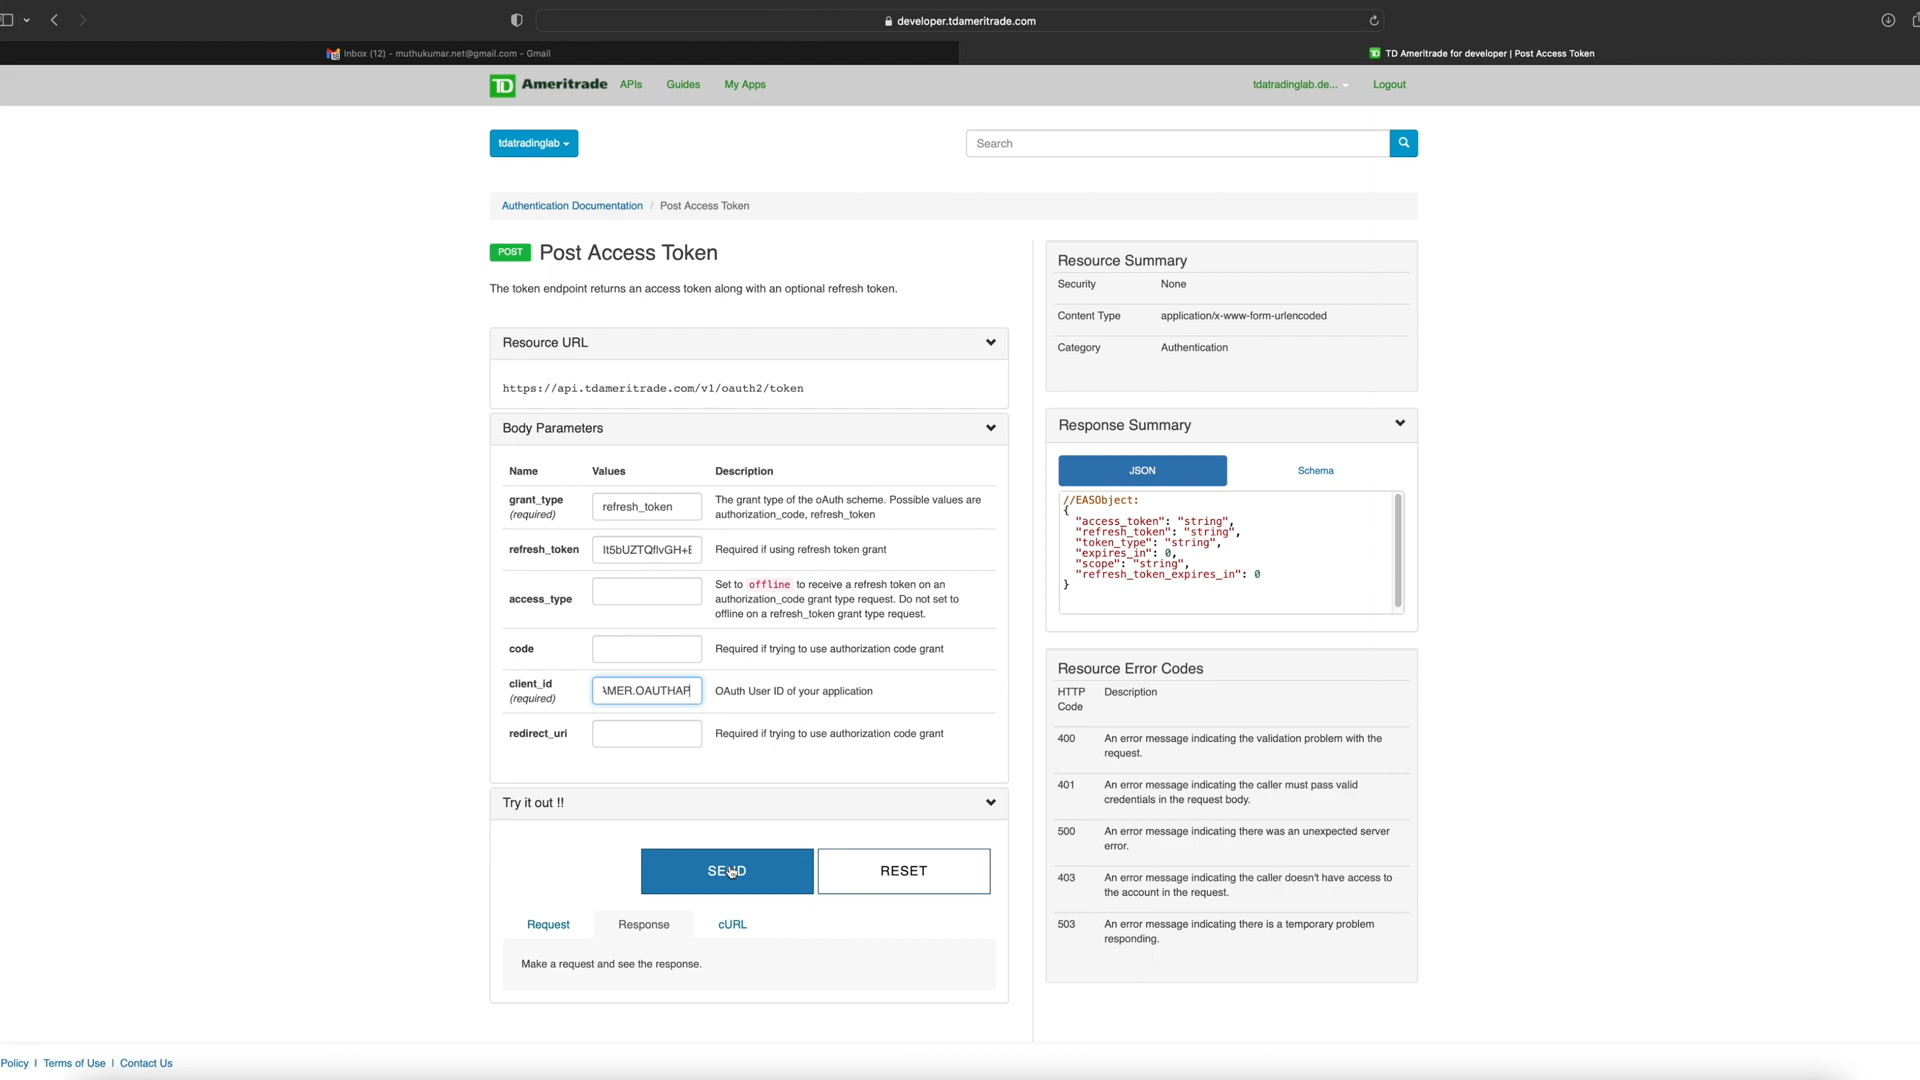 developer.tdameritrade.com
Inbox (12) - muthukumar.net@gmail.com - Gmail
TD Ameritrade for developer | Post Access Token
TD Ameritrade
APIs
Guides
My Apps
tdatradinglab.de...
Logout
tdatradinglab
Search
Authentication Documentation / Post Access Token
POST Post Access Token
The token endpoint returns an access token along with an optional refresh token.
Resource URL
https://api.tdameritrade.com/v1/oauth2/token
Body Parameters
Name Values Description
grant_type
(required)
refresh_token
The grant type of the oAuth scheme. Possible values are
authorization_code, refresh_token
refresh_token
Required if using refresh token grant
access_type
Set to offline to receive a refresh token on an
authorization_code grant type request. Do not set to
offline on a refresh_token grant type request.
code
Required if trying to use authorization code grant
client_id
(required)
AMER.OAUTHAP
OAuth User ID of your application
redirect_uri
Required if trying to use authorization code grant
Try it out !!
SEND
RESET
Request
Response
cURL
Make a request and see the response.
Resource Summary
Security None
Content Type application/x-www-form-urlencoded
Category Authentication
Response Summary
JSON
Schema
//EASObject:
{
"access_token": "string",
"refresh_token": "string",
"token_type": "string",
"expires_in": 0,
"scope": "string",
"refresh_token_expires_in": 0
}
Resource Error Codes
HTTP
Code
Description
400 An error message indicating the validation problem with the
request.
401 An error message indicating the caller must pass valid
credentials in the request body.
500 An error message indicating there was an unexpected server
error.
403 An error message indicating the caller doesn't have access to
the account in the request.
503 An error message indicating there is a temporary problem
responding.
Policy | Terms of Use | Contact Us